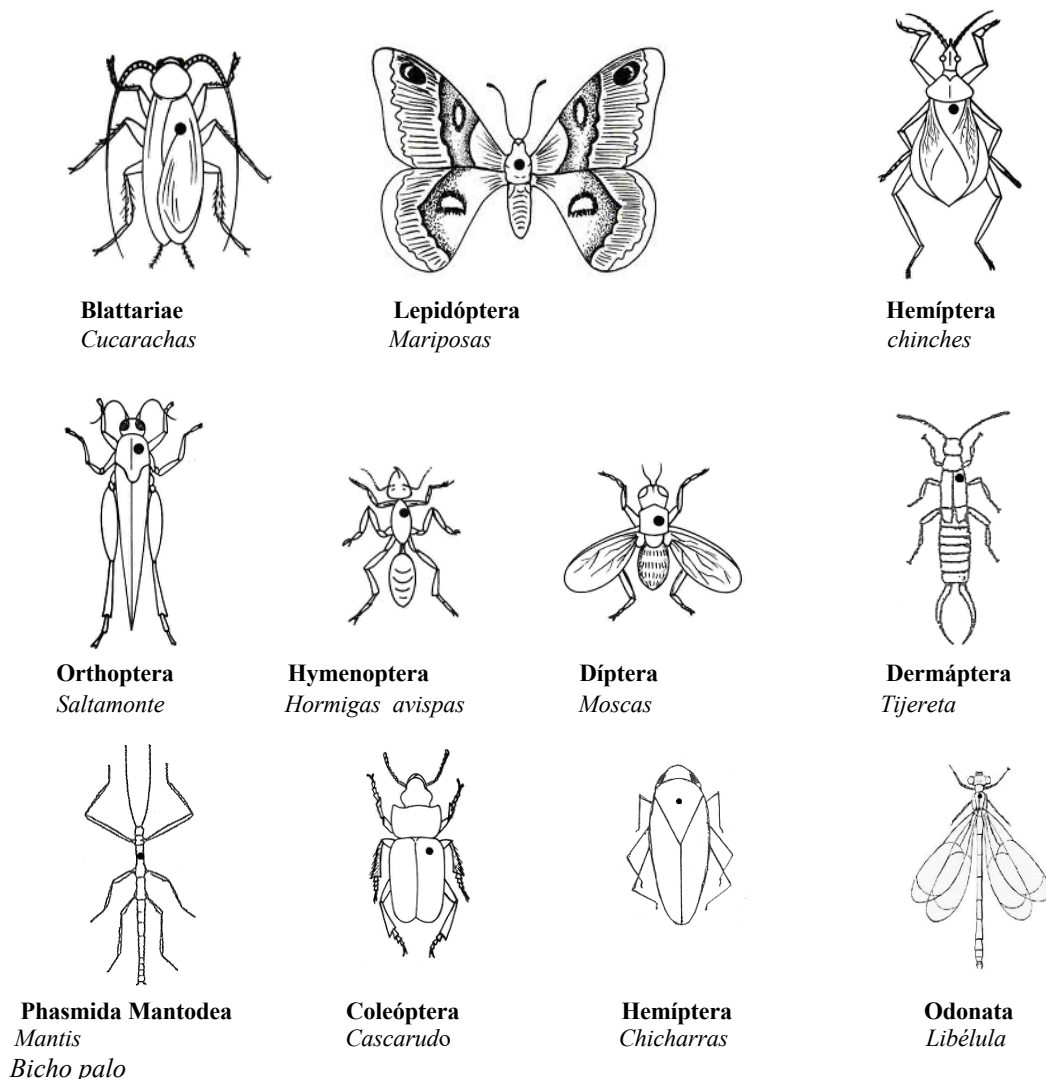 Blattariae
Cucarachas
Lepidóptera
Mariposas
Hemíptera
chinches
Orthoptera
Saltamonte
Hymenoptera
Hormigas avispas
Díptera
Moscas
Dermáptera
Tijereta
Phasmida Mantodea
Mantis
Bicho palo
Coleóptera
Cascarudo
Hemíptera
Chicharras
Odonata
Libélula